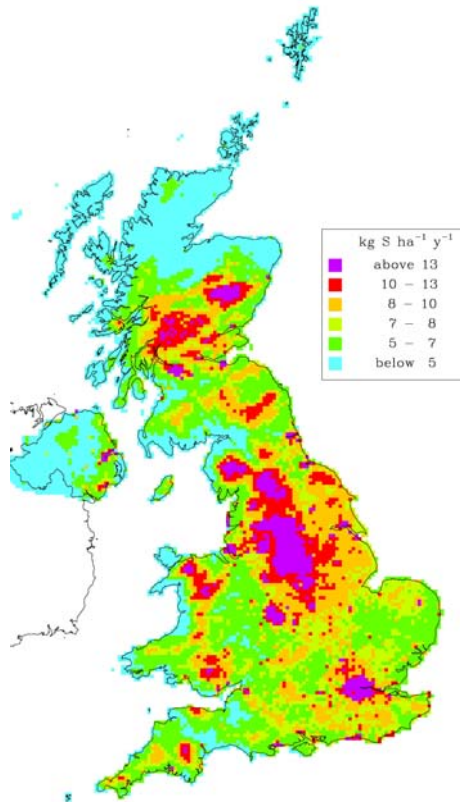 kg S ha⁻¹ y⁻¹
above 13
10 – 13
8 – 10
7 – 8
5 – 7
below 5